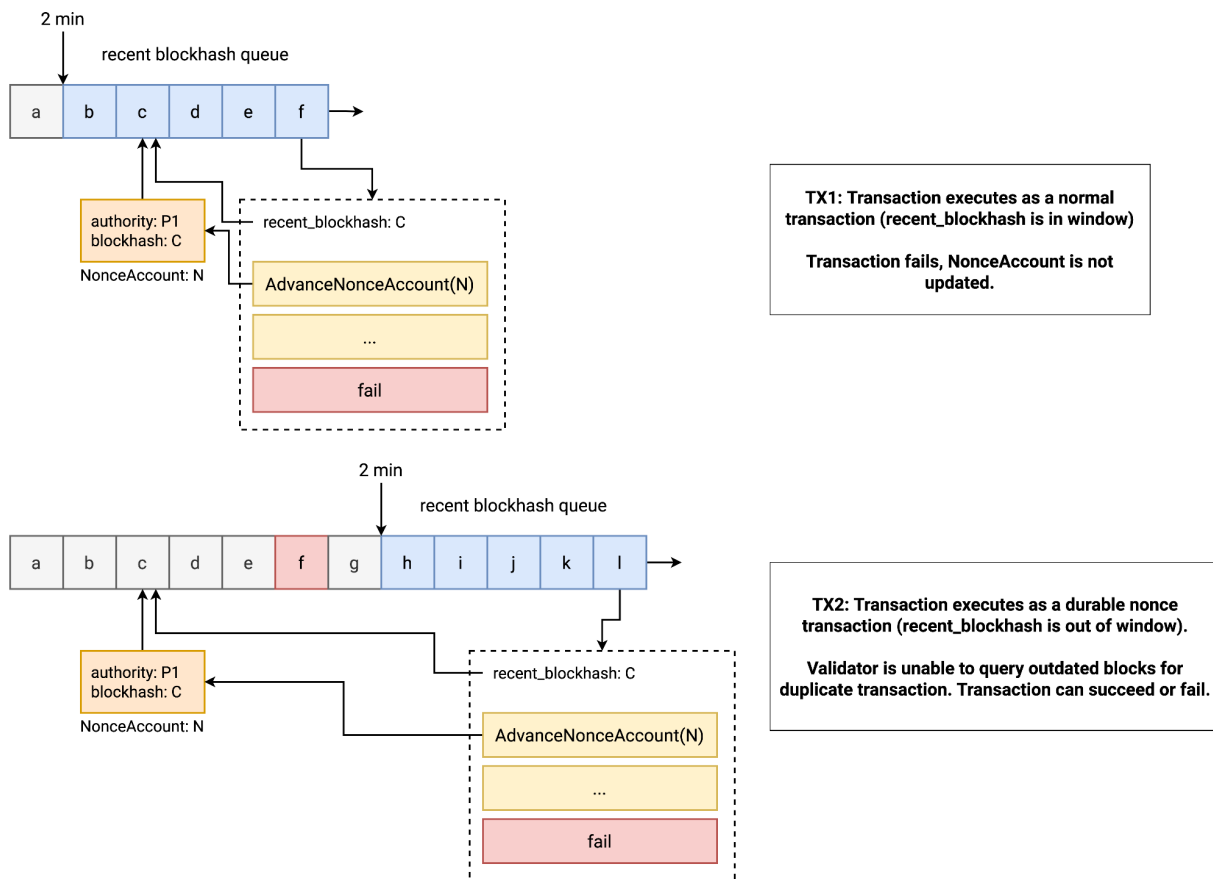 2 min
recent blockhash queue
a b c d e f
authority: P1
blockhash: C
NonceAccount: N
recent_blockhash: C
AdvanceNonceAccount(N)
...
fail
TX1: Transaction executes as a normal
transaction (recent_blockhash is in window)
Transaction fails, NonceAccount is not
updated.
2 min
recent blockhash queue
a b c d e f g h i j k l
authority: P1
blockhash: C
NonceAccount: N
recent_blockhash: C
AdvanceNonceAccount(N)
...
fail
TX2: Transaction executes as a durable nonce
transaction (recent_blockhash is out of window).
Validator is unable to query outdated blocks for
duplicate transaction. Transaction can succeed or fail.